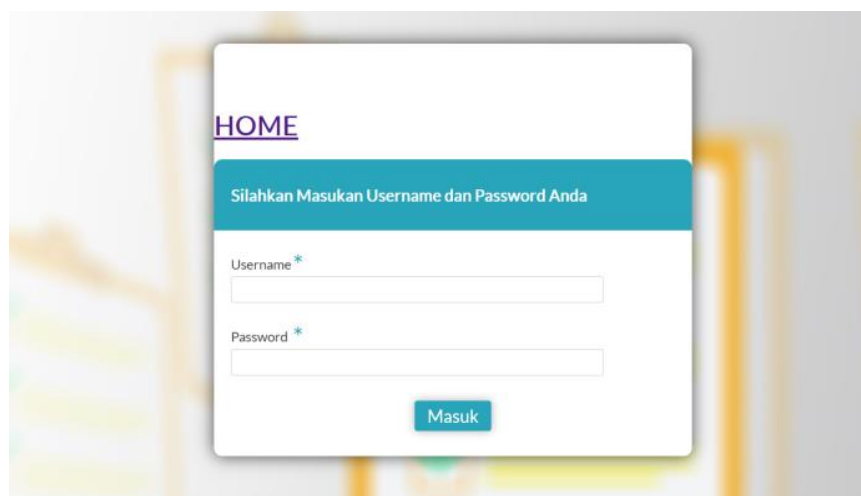 HOME
Silahkan Masukan Username dan Password Anda
Username *
Password *
Masuk